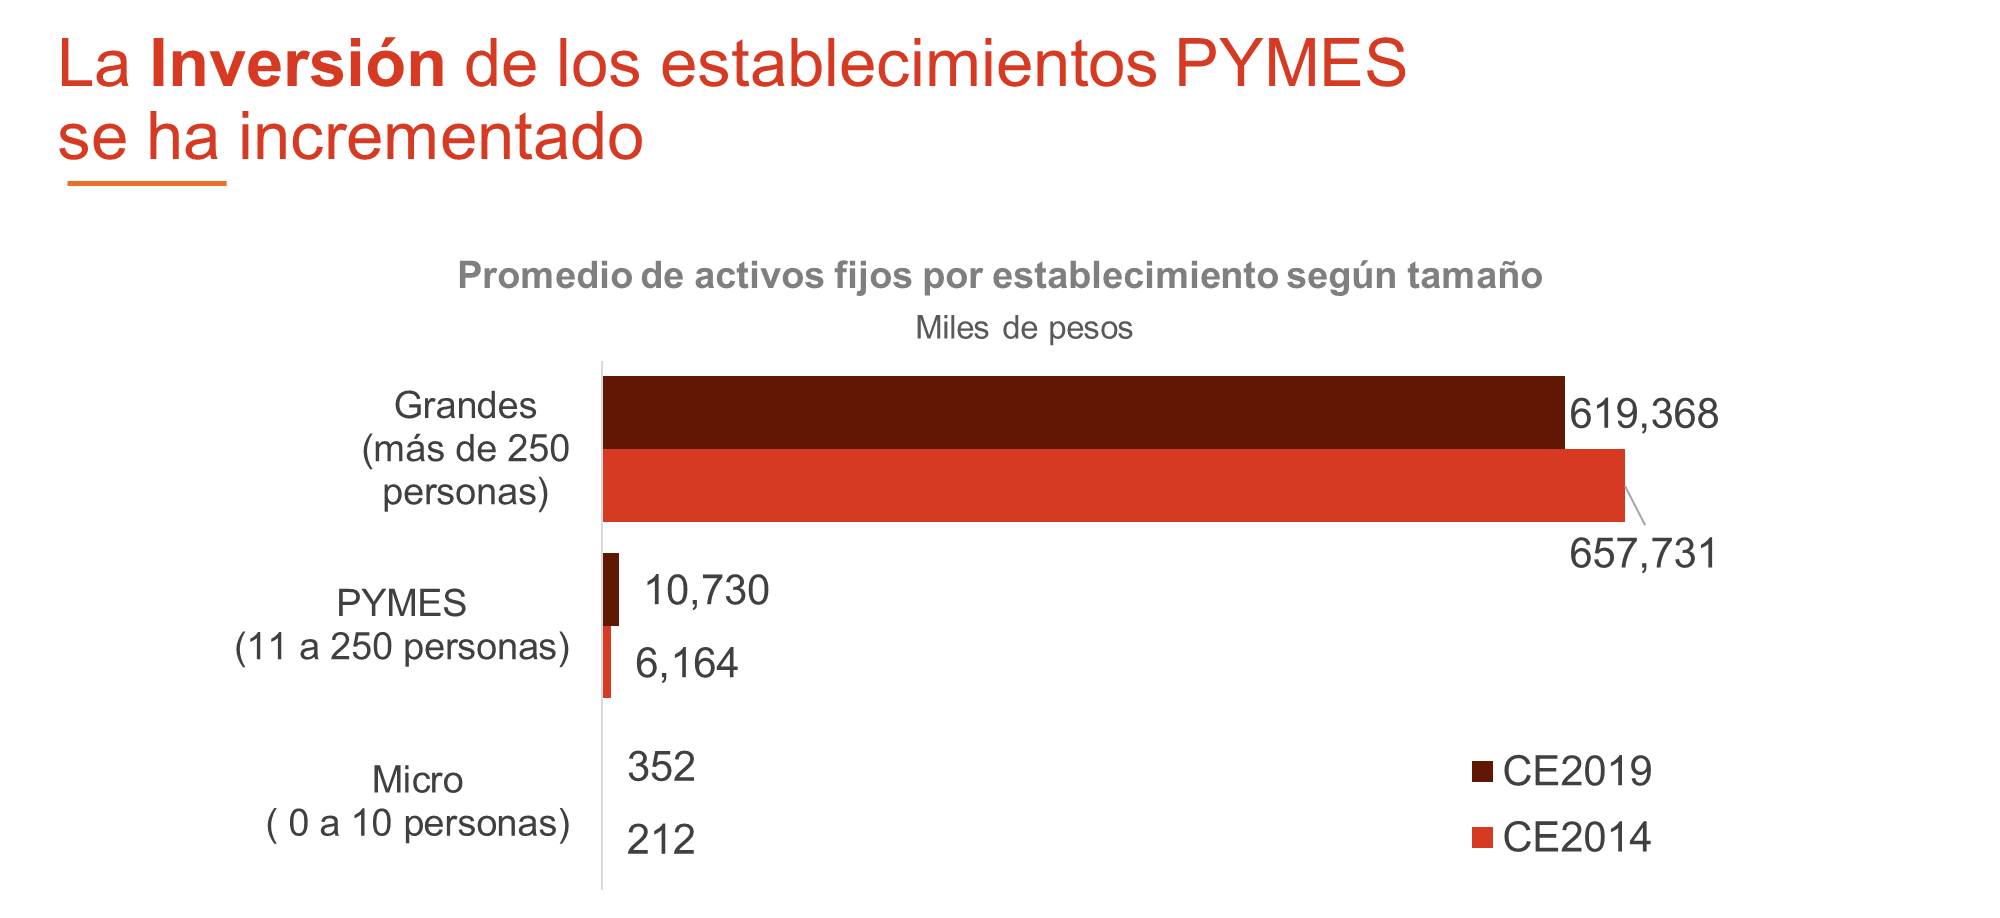 La Inversión de los establecimientos PYMES
se ha incrementado
Promedio de activos fijos por establecimiento según tamaño
Miles de pesos
Grandes
(más de 250
personas)
619,368
657,731
PYMES
(11 a 250 personas)
10,730
6,164
Micro
( 0 a 10 personas)
352
212
CE2019
CE2014